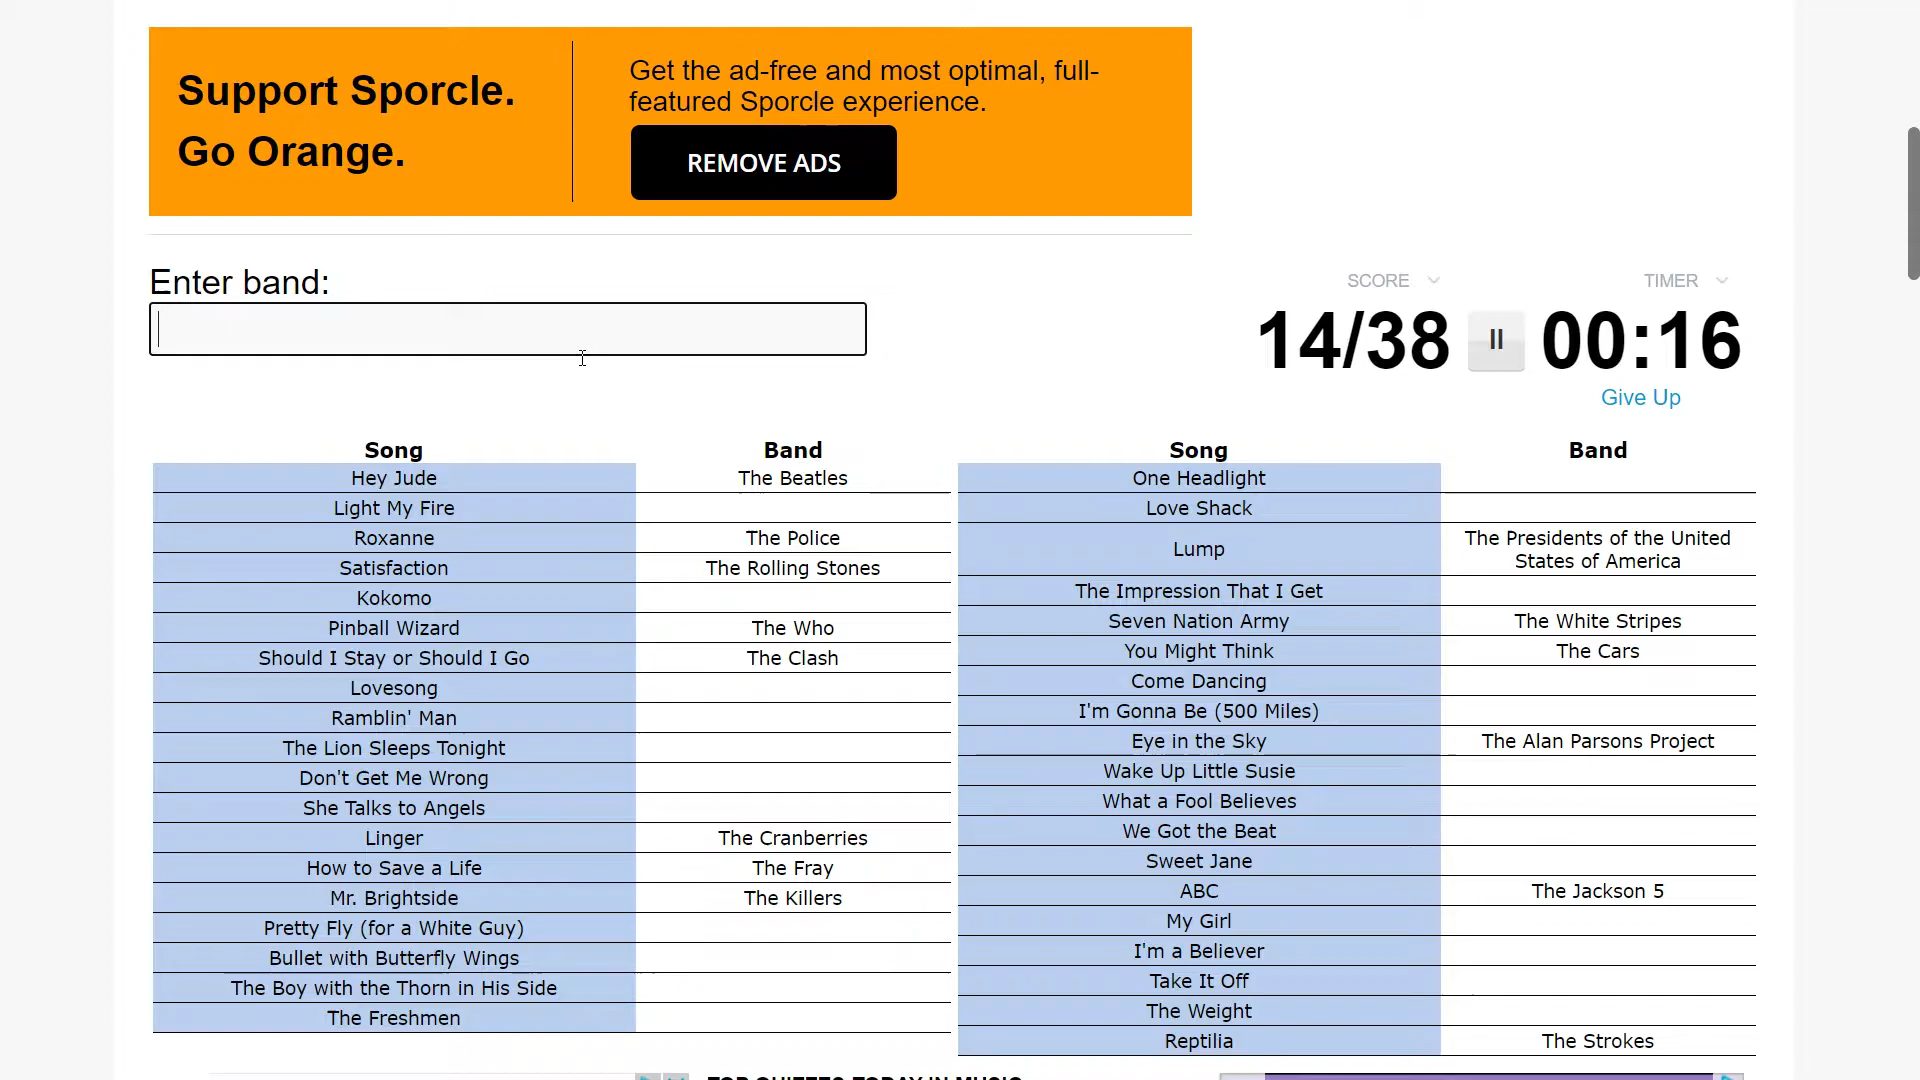 Support Sporcle.
Go Orange.
Get the ad-free and most optimal, full-
featured Sporcle experience.
REMOVE ADS
Enter band:
SCORE
TIMER
14/38
00:16
Give Up
Song Band
Hey Jude The Beatles
Light My Fire
Roxanne The Police
Satisfaction The Rolling Stones
Kokomo
Pinball Wizard The Who
Should I Stay or Should I Go The Clash
Lovesong
Ramblin' Man
The Lion Sleeps Tonight
Don't Get Me Wrong
She Talks to Angels
Linger The Cranberries
How to Save a Life The Fray
Mr. Brightside The Killers
Pretty Fly (for a White Guy)
Bullet with Butterfly Wings
The Boy with the Thorn in His Side
The Freshmen
Song Band
One Headlight
Love Shack
Lump The Presidents of the United
States of America
The Impression That I Get
Seven Nation Army The White Stripes
You Might Think The Cars
Come Dancing
I'm Gonna Be (500 Miles)
Eye in the Sky The Alan Parsons Project
Wake Up Little Susie
What a Fool Believes
We Got the Beat
Sweet Jane
ABC The Jackson 5
My Girl
I'm a Believer
Take It Off
The Weight
Reptilia The Strokes